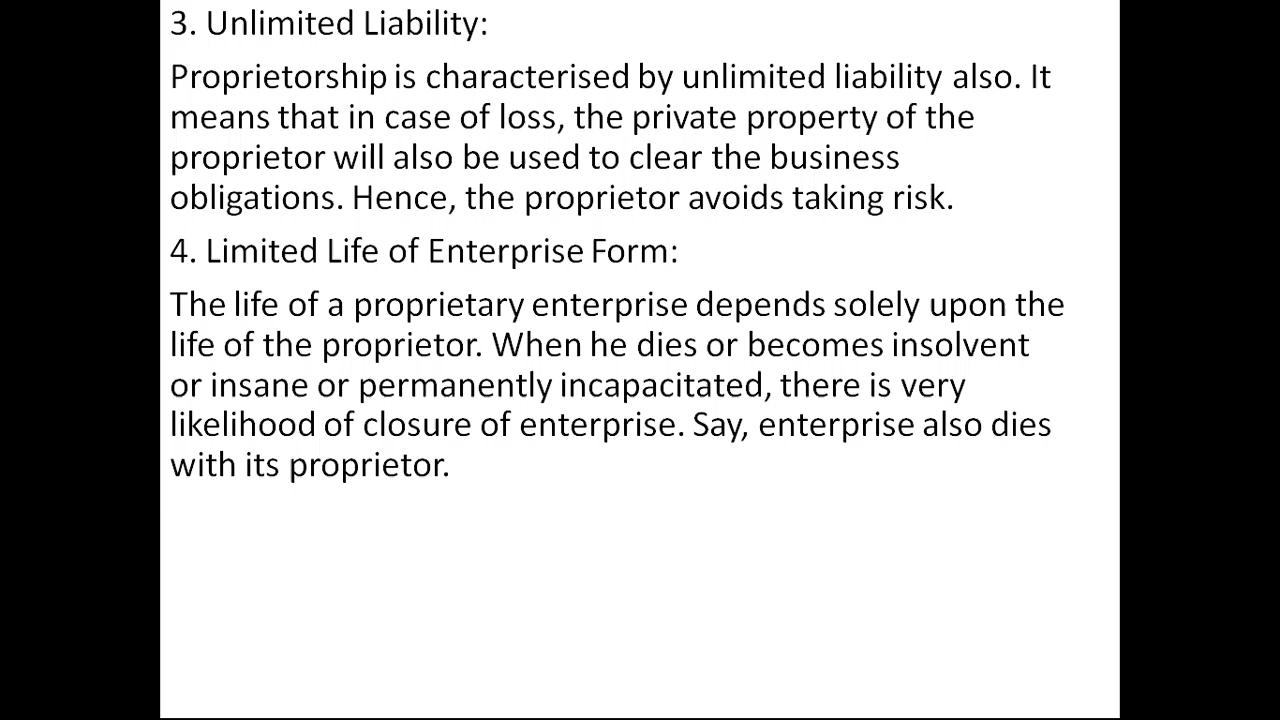 3. Unlimited Liability:
Proprietorship is characterised by unlimited liability also. It
means that in case of loss, the private property of the
proprietor will also be used to clear the business
obligations. Hence, the proprietor avoids taking risk.
4. Limited Life of Enterprise Form:
The life of a proprietary enterprise depends solely upon the
life of the proprietor. When he dies or becomes insolvent
or insane or permanently incapacitated, there is very
likelihood of closure of enterprise. Say, enterprise also dies
with its proprietor.